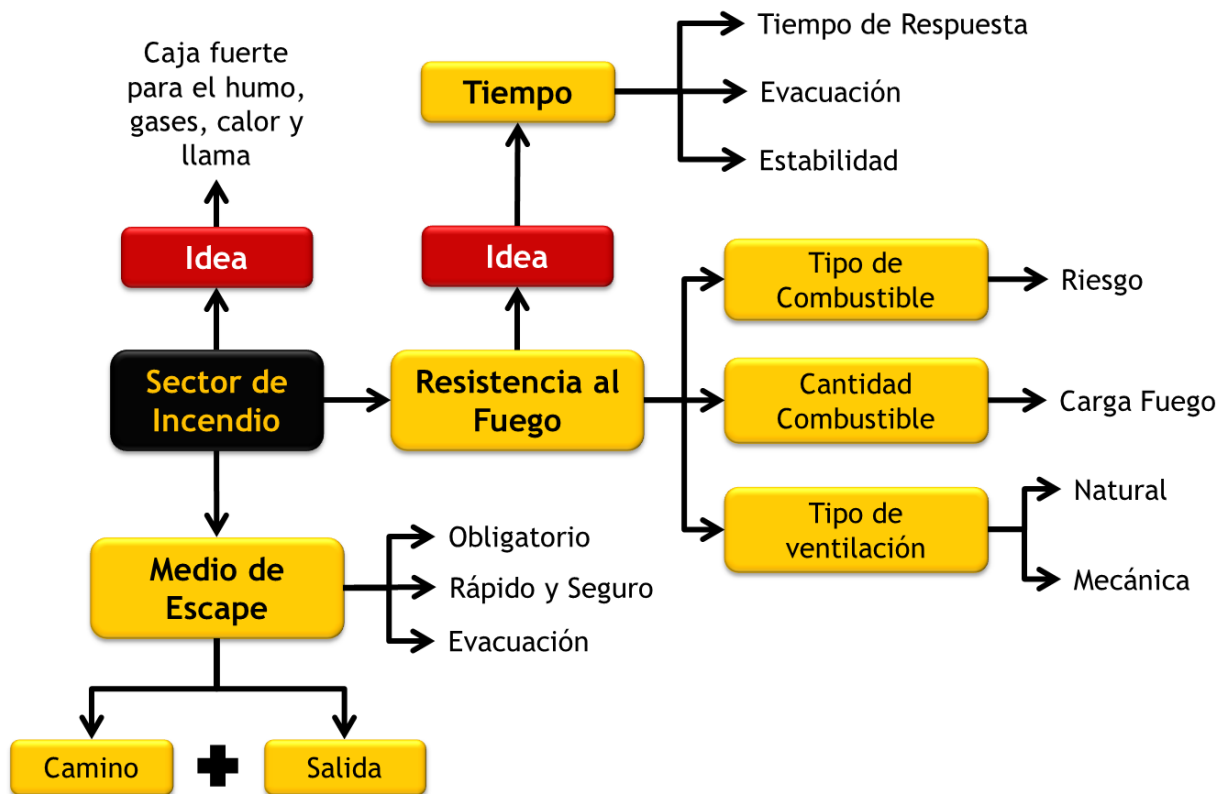 Caja fuerte
para el humo,
gases, calor y
llama
Idea
Sector de
Incendio
Tiempo
Tiempo de Respuesta
Evacuación
Estabilidad
Idea
Resistencia al
Fuego
Tipo de
Combustible
Riesgo
Cantidad
Combustible
Carga Fuego
Tipo de
ventilación
Natural
Mecánica
Medio de
Escape
Obligatorio
Rápido y Seguro
Evacuación
Camino
Salida